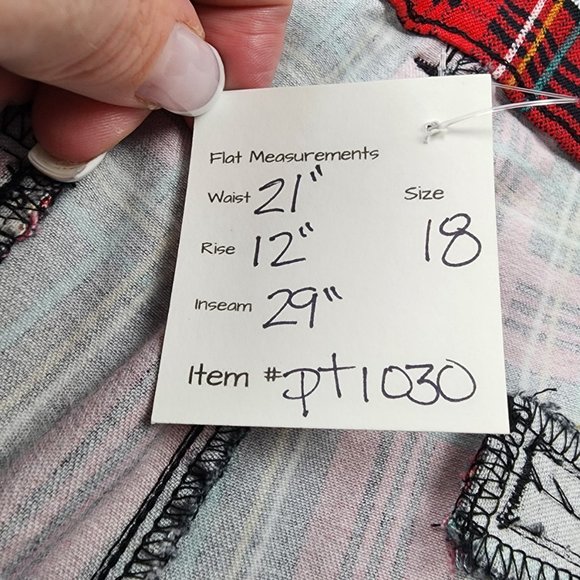 Flat Measurements
Waist 21"
Size
18
Rise 12"
Inseam 29"
Item # pt1030